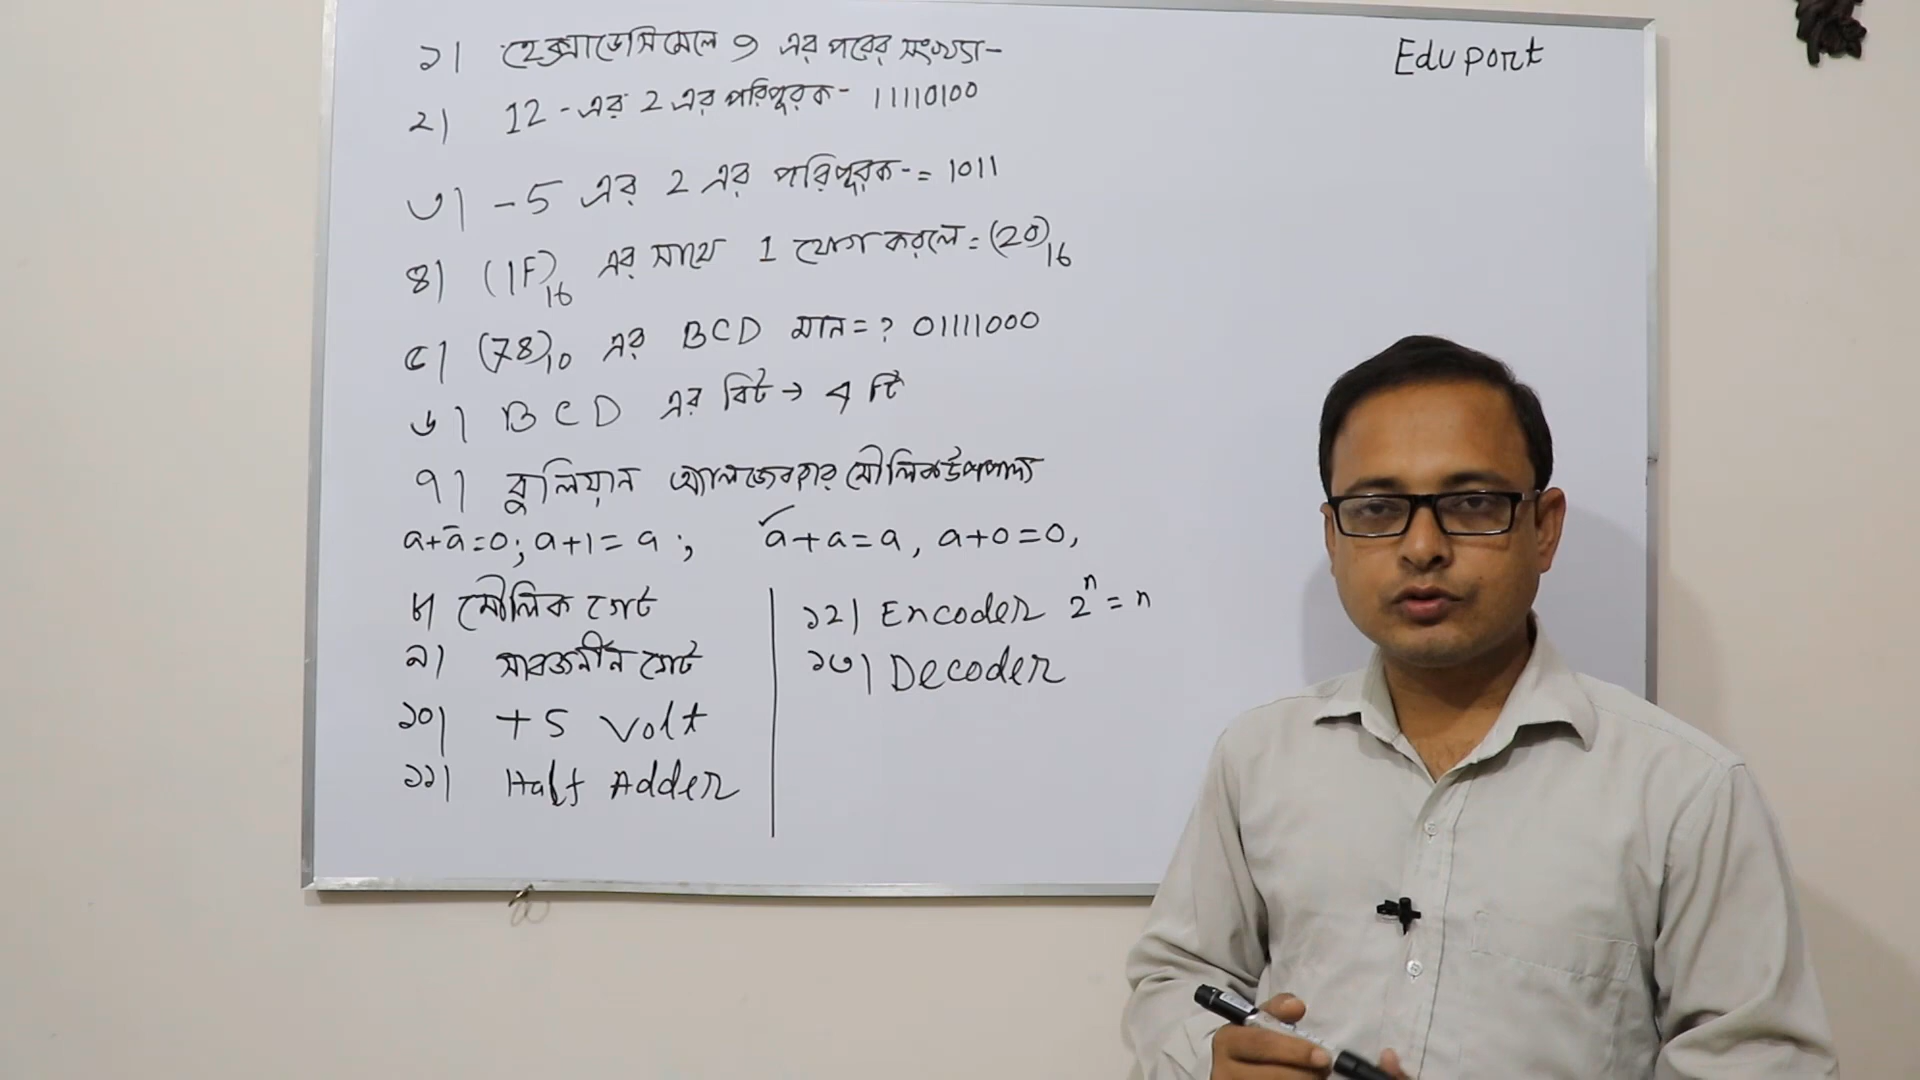 ১। হেক্সাডেসিমেলে 9 এর পরের সংখ্যা-
Eduport
২। 12 -এর 2 এর পরিপূরক- 11110100
৩। -5 এর 2 এর পরিপূরক-= 1011
৪। (1F)16 এর সাথে 1 যোগ করলে = (20)16
৫। (78)10 এর BCD মান=? 01111000
৬। BCD এর বিট→ 4 টি
৭। বুলিয়ান অ্যালজেবরার মৌলিক উপপাদ্য
a+ā=0; a+1=a ; ✓a+a=a, a+0=0,
৮। মৌলিক গেট
৯। সারবজনীন গেট
১০। +5 Volt
১১। Half Adder
১২। Encoder 2ⁿ = n
১৩। Decoder